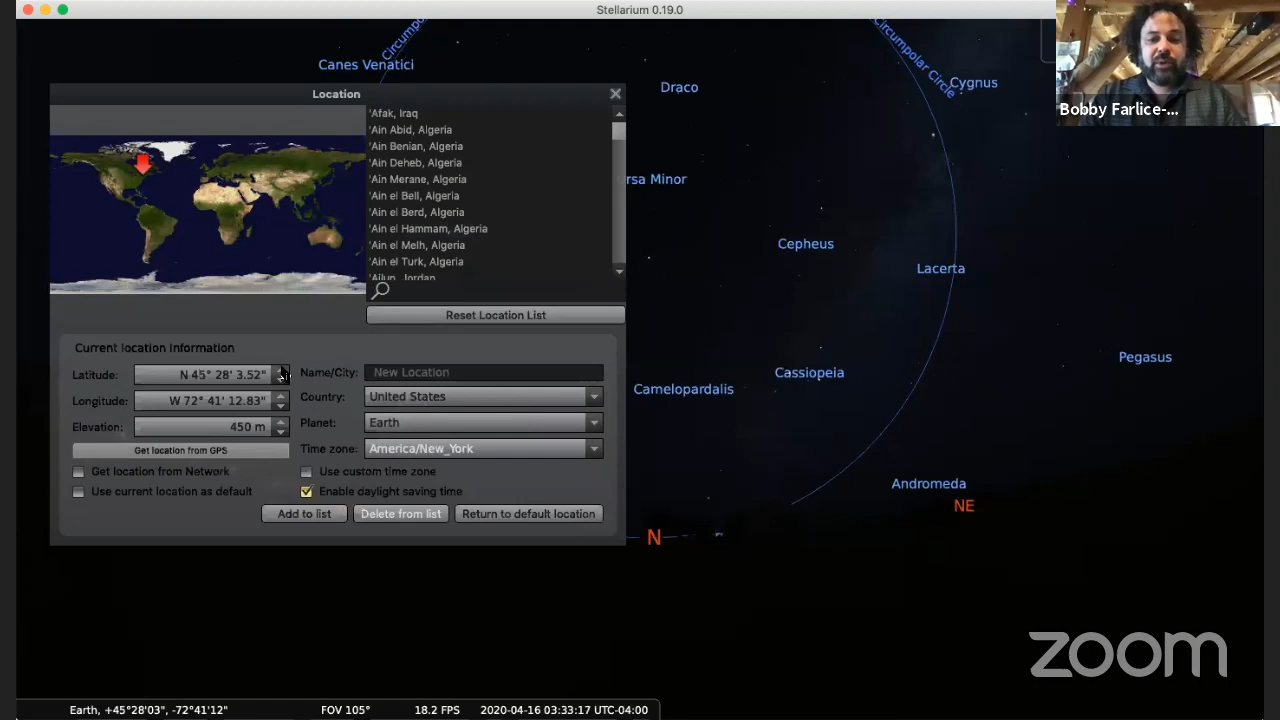 Stellarium 0.19.0
Circumpo
Circumpolar Circle
Canes Venatici
Draco
Cygnus
Bobby Farlice-...
Location
'Afak, Iraq
'Ain Abid, Algeria
'Ain Benian, Algeria
'Ain Deheb, Algeria
'Ain Merane, Algeria
'Ain el Bell, Algeria
'Ain el Berd, Algeria
'Ain el Hammam, Algeria
'Ain el Melh, Algeria
'Ain el Turk, Algeria
'Ajlun, Jordan
Reset Location List
rsa Minor
Cepheus
Lacerta
Pegasus
Cassiopeia
Camelopardalis
Andromeda
NE
N
Current location information
Latitude: N 45° 28' 3.52"
Longitude: W 72° 41' 12.83"
Elevation: 450 m
Get location from GPS
Get location from Network
Use current location as default
Name/City: New Location
Country: United States
Planet: Earth
Time zone: America/New_York
Use custom time zone
Enable daylight saving time
Add to list
Delete from list
Return to default location
zoom
Earth, +45°28'03", -72°41'12" FOV 105° 18.2 FPS 2020-04-16 03:33:17 UTC-04:00